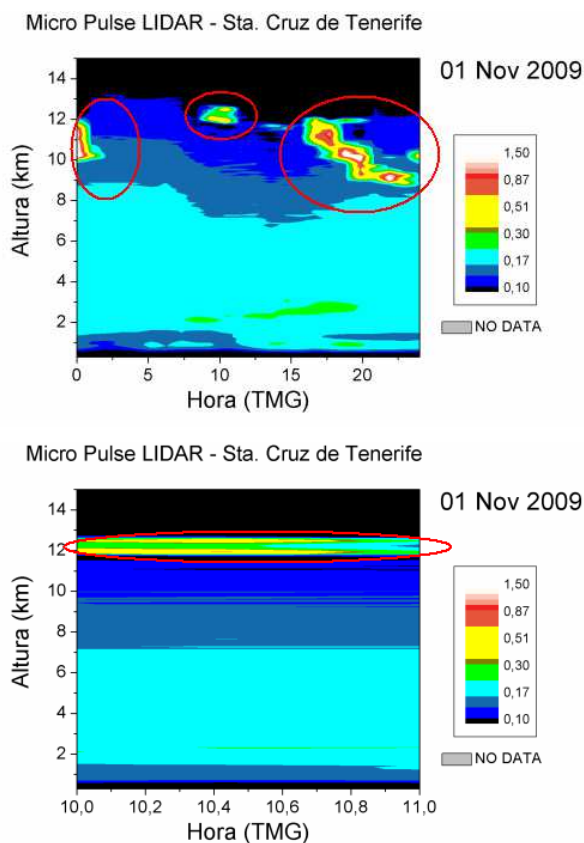 Micro Pulse LIDAR - Sta. Cruz de Tenerife
01 Nov 2009
Altura (km)
14
12
10
8
6
4
2
0 5 10 15 20
Hora (TMG)
1,50
0,87
0,51
0,30
0,17
0,10
NO DATA
Micro Pulse LIDAR - Sta. Cruz de Tenerife
01 Nov 2009
Altura (km)
14
12
10
8
6
4
2
10,0 10,2 10,4 10,6 10,8 11,0
Hora (TMG)
1,50
0,87
0,51
0,30
0,17
0,10
NO DATA